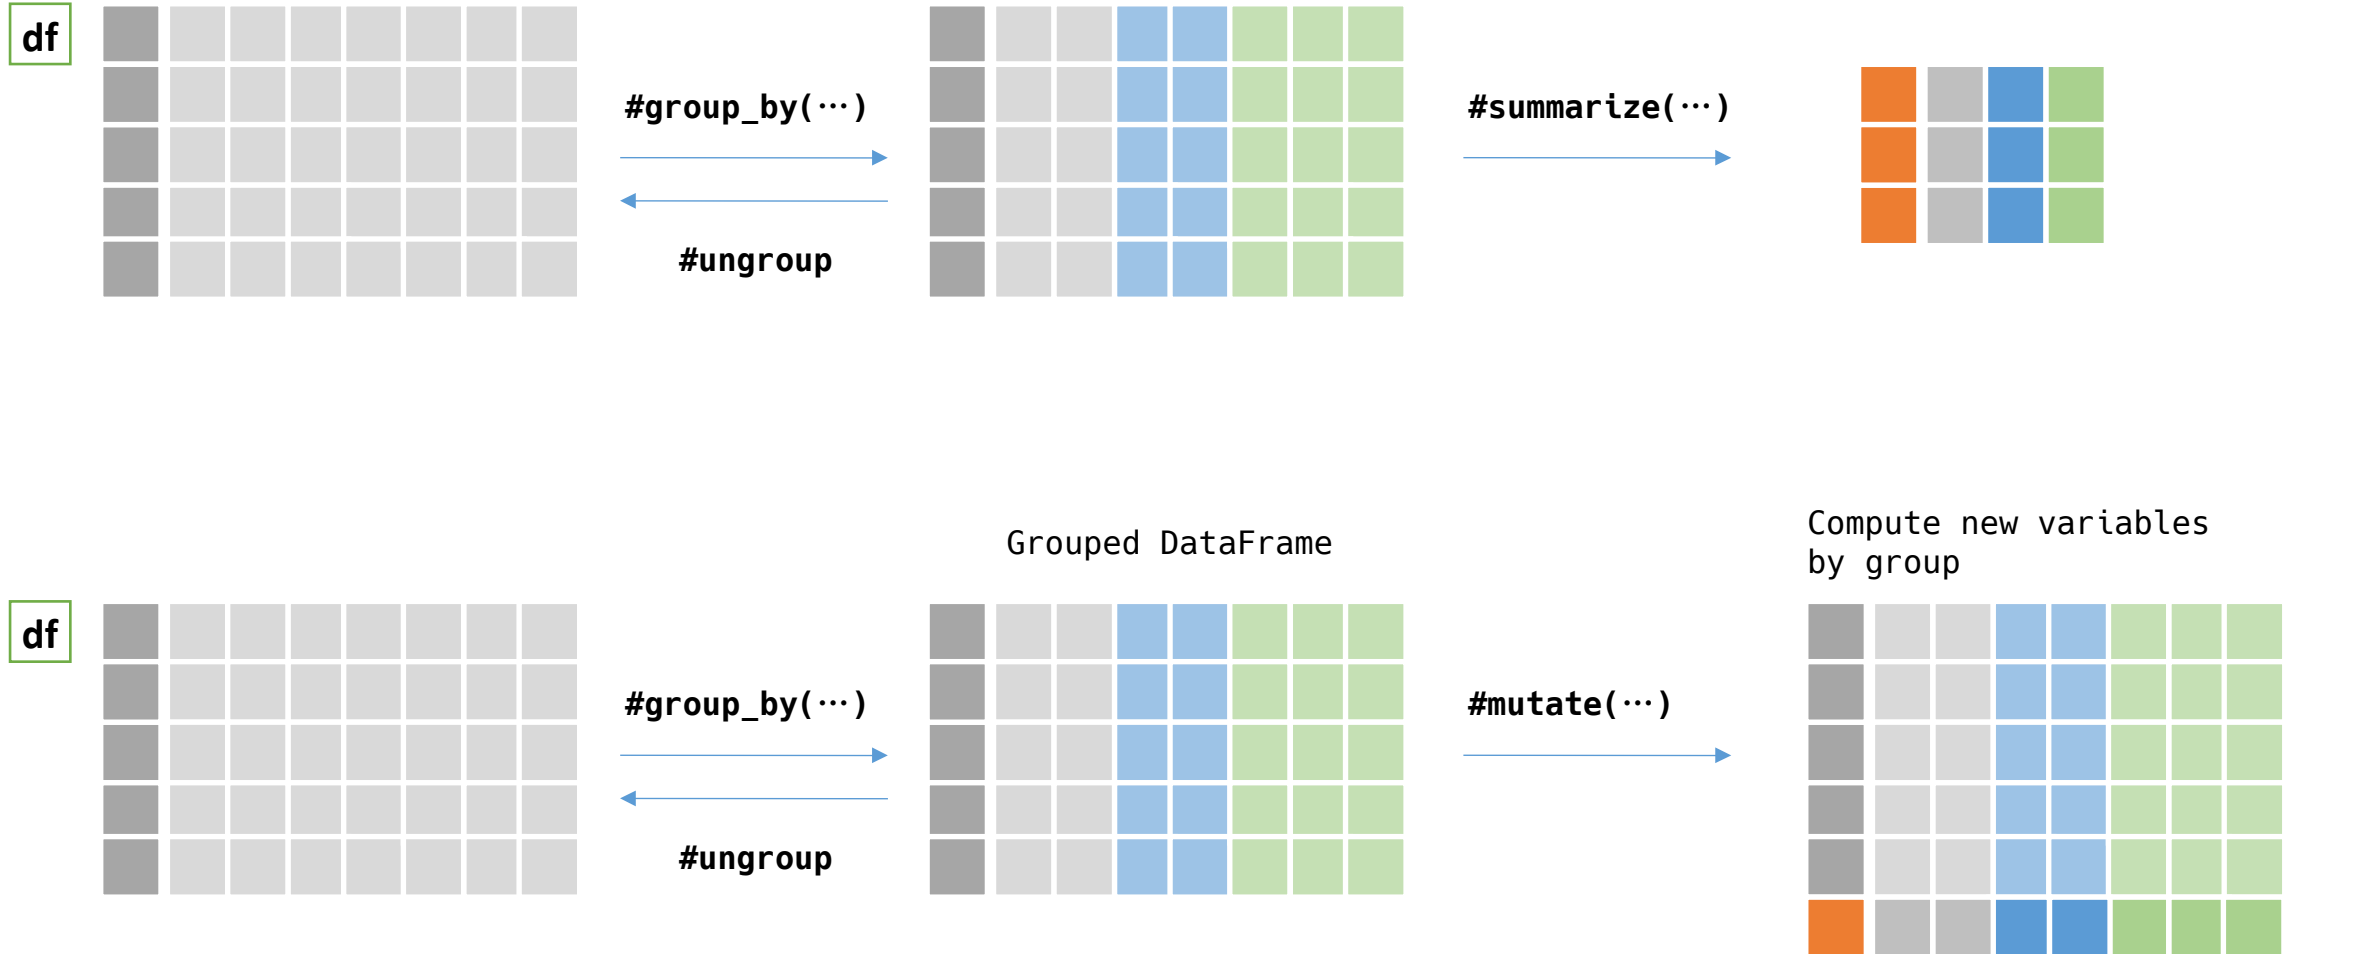 df
#group_by(⋯)
#summarize(⋯)
#ungroup
Grouped DataFrame
Compute new variables
by group
df
#group_by(⋯)
#mutate(⋯)
#ungroup